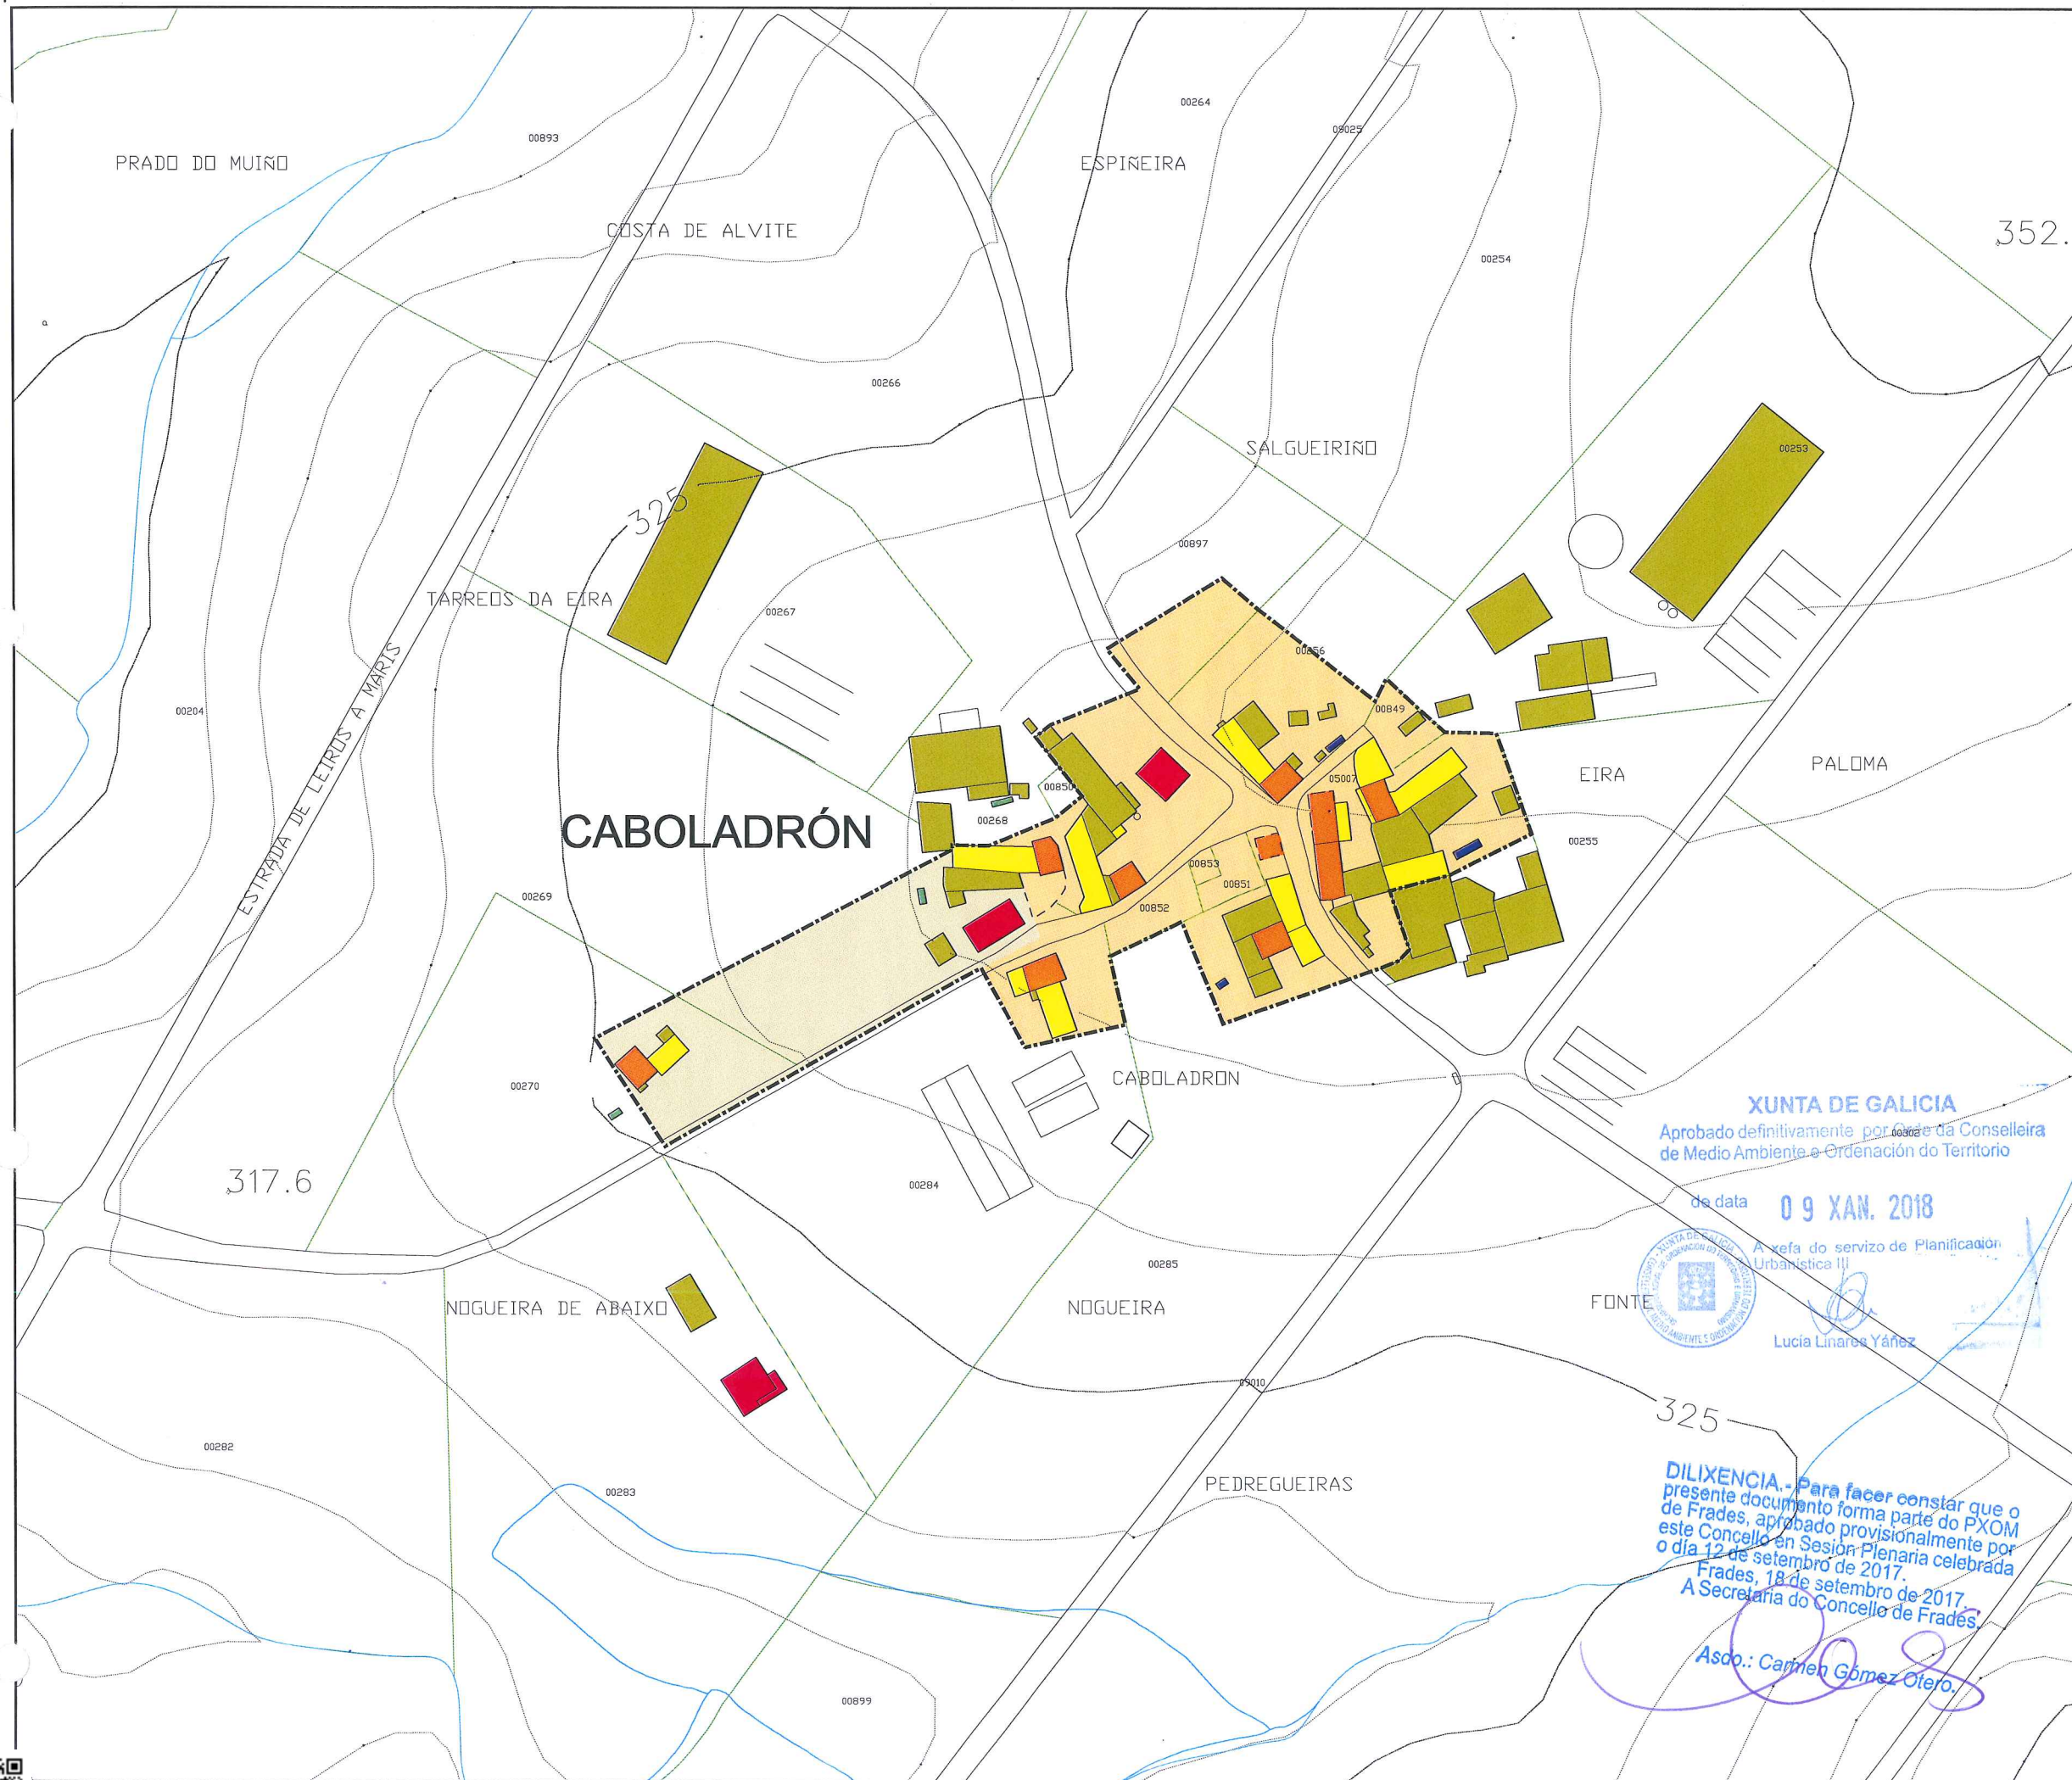 00264
09025
00893
PRADO DO MUIÑO
ESPIÑEIRA
COSTA DE ALVITE
352.
00254
00266
SALGUEIRIÑO
00253
325
00897
TARREOS DA EIRA
00267
00256
ESTRADA DE LEIROS A MARIS
00204
00849
PALOMA
EIRA
05007
00850
00268
CABOLADRÓN
00255
00853
00851
00269
00852
CABOLADRON
00270
XUNTA DE GALICIA
Aprobado definitivamente por Orde da Conselleira
00302
de Medio Ambiente e Ordenación do Territorio
317.6
00284
de data 09 XAN. 2018
A xefa do servizo de Planificación
Urbanística III
00285
NOGUEIRA DE ABAIXO
NOGUEIRA
FONTE
Lucía Linares Yáñez
09010
325
00282
PEDREGUEIRAS
00283
DILIXENCIA.- Para facer constar que o
presente documento forma parte do PXOM
de Frades, aprobado provisionalmente por
este Concello en Sesión Plenaria celebrada
o día 12 de setembro de 2017.
Frades, 18 de setembro de 2017.
A Secretaria do Concello de Frades,
Asdo.: Carmen Gómez Otero.
00899